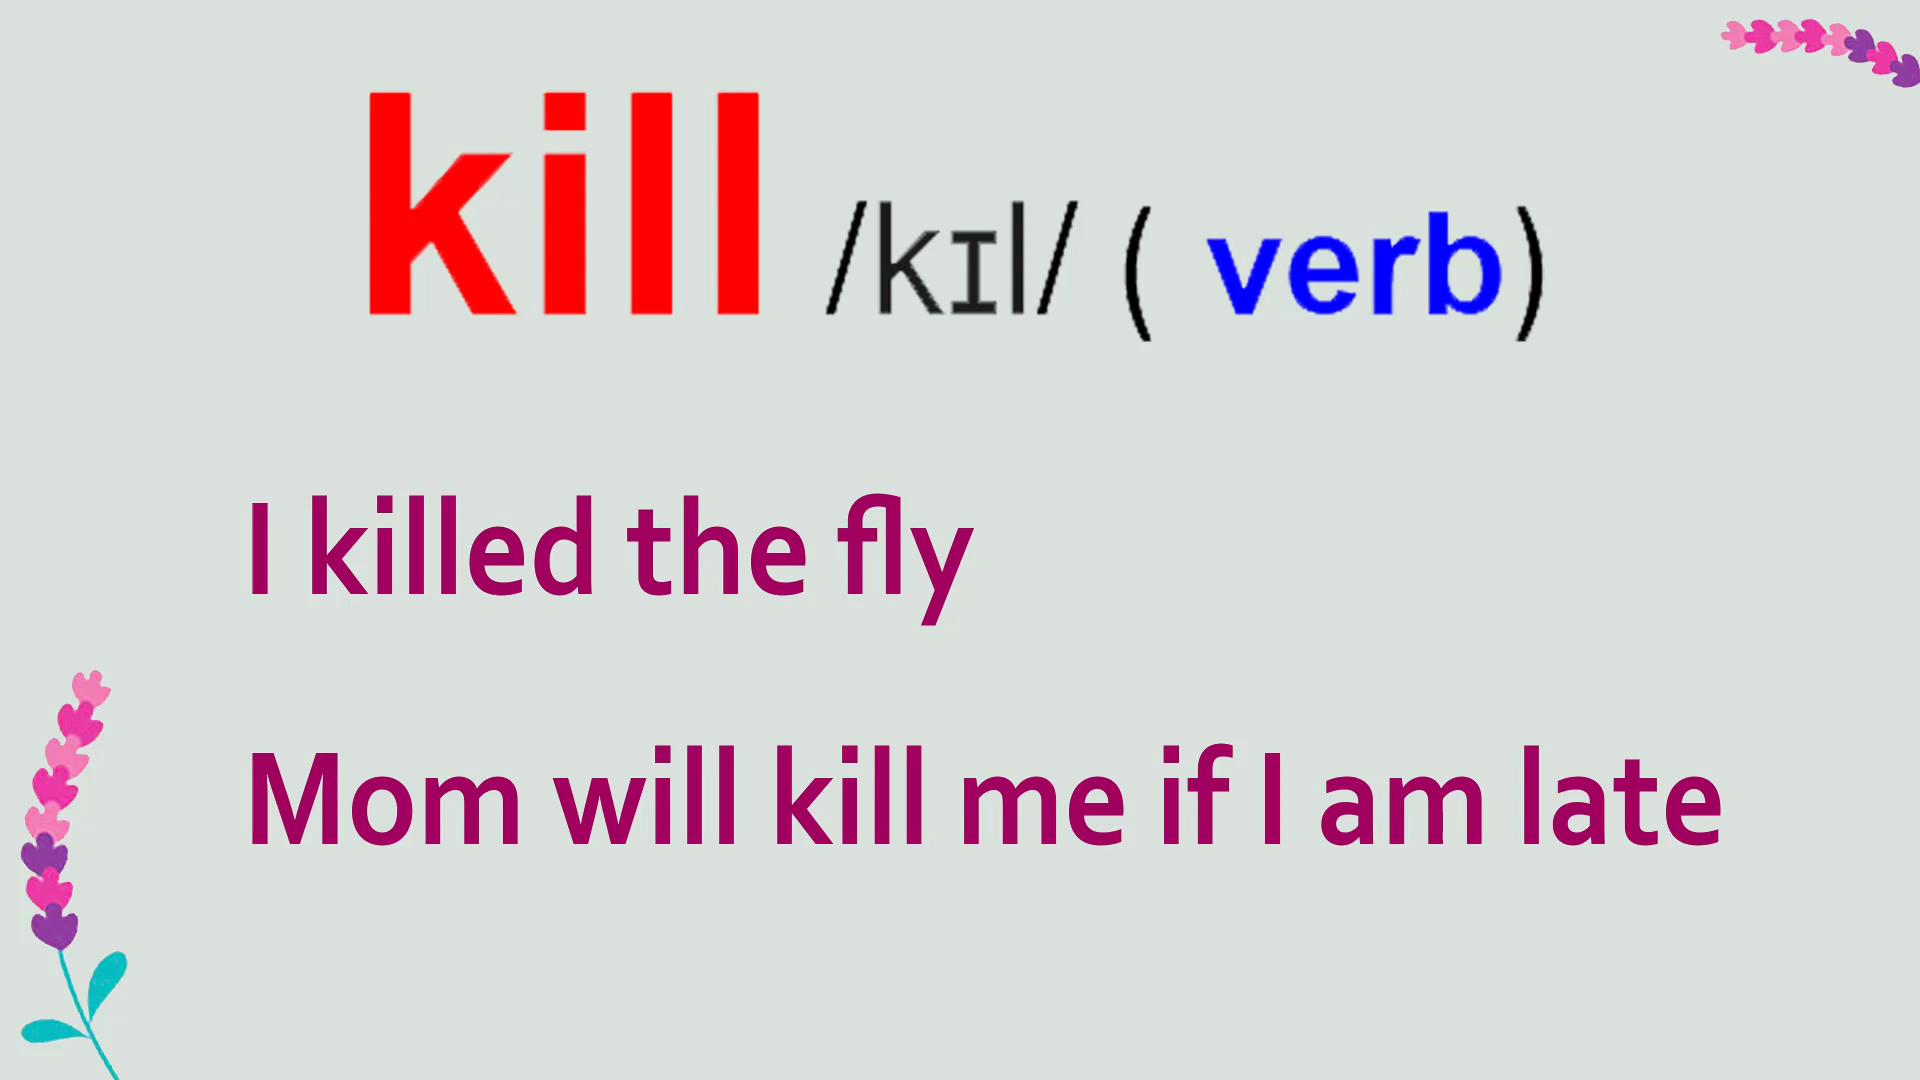 kill /kɪl/ ( verb)
I killed the fly
Mom will kill me if I am late